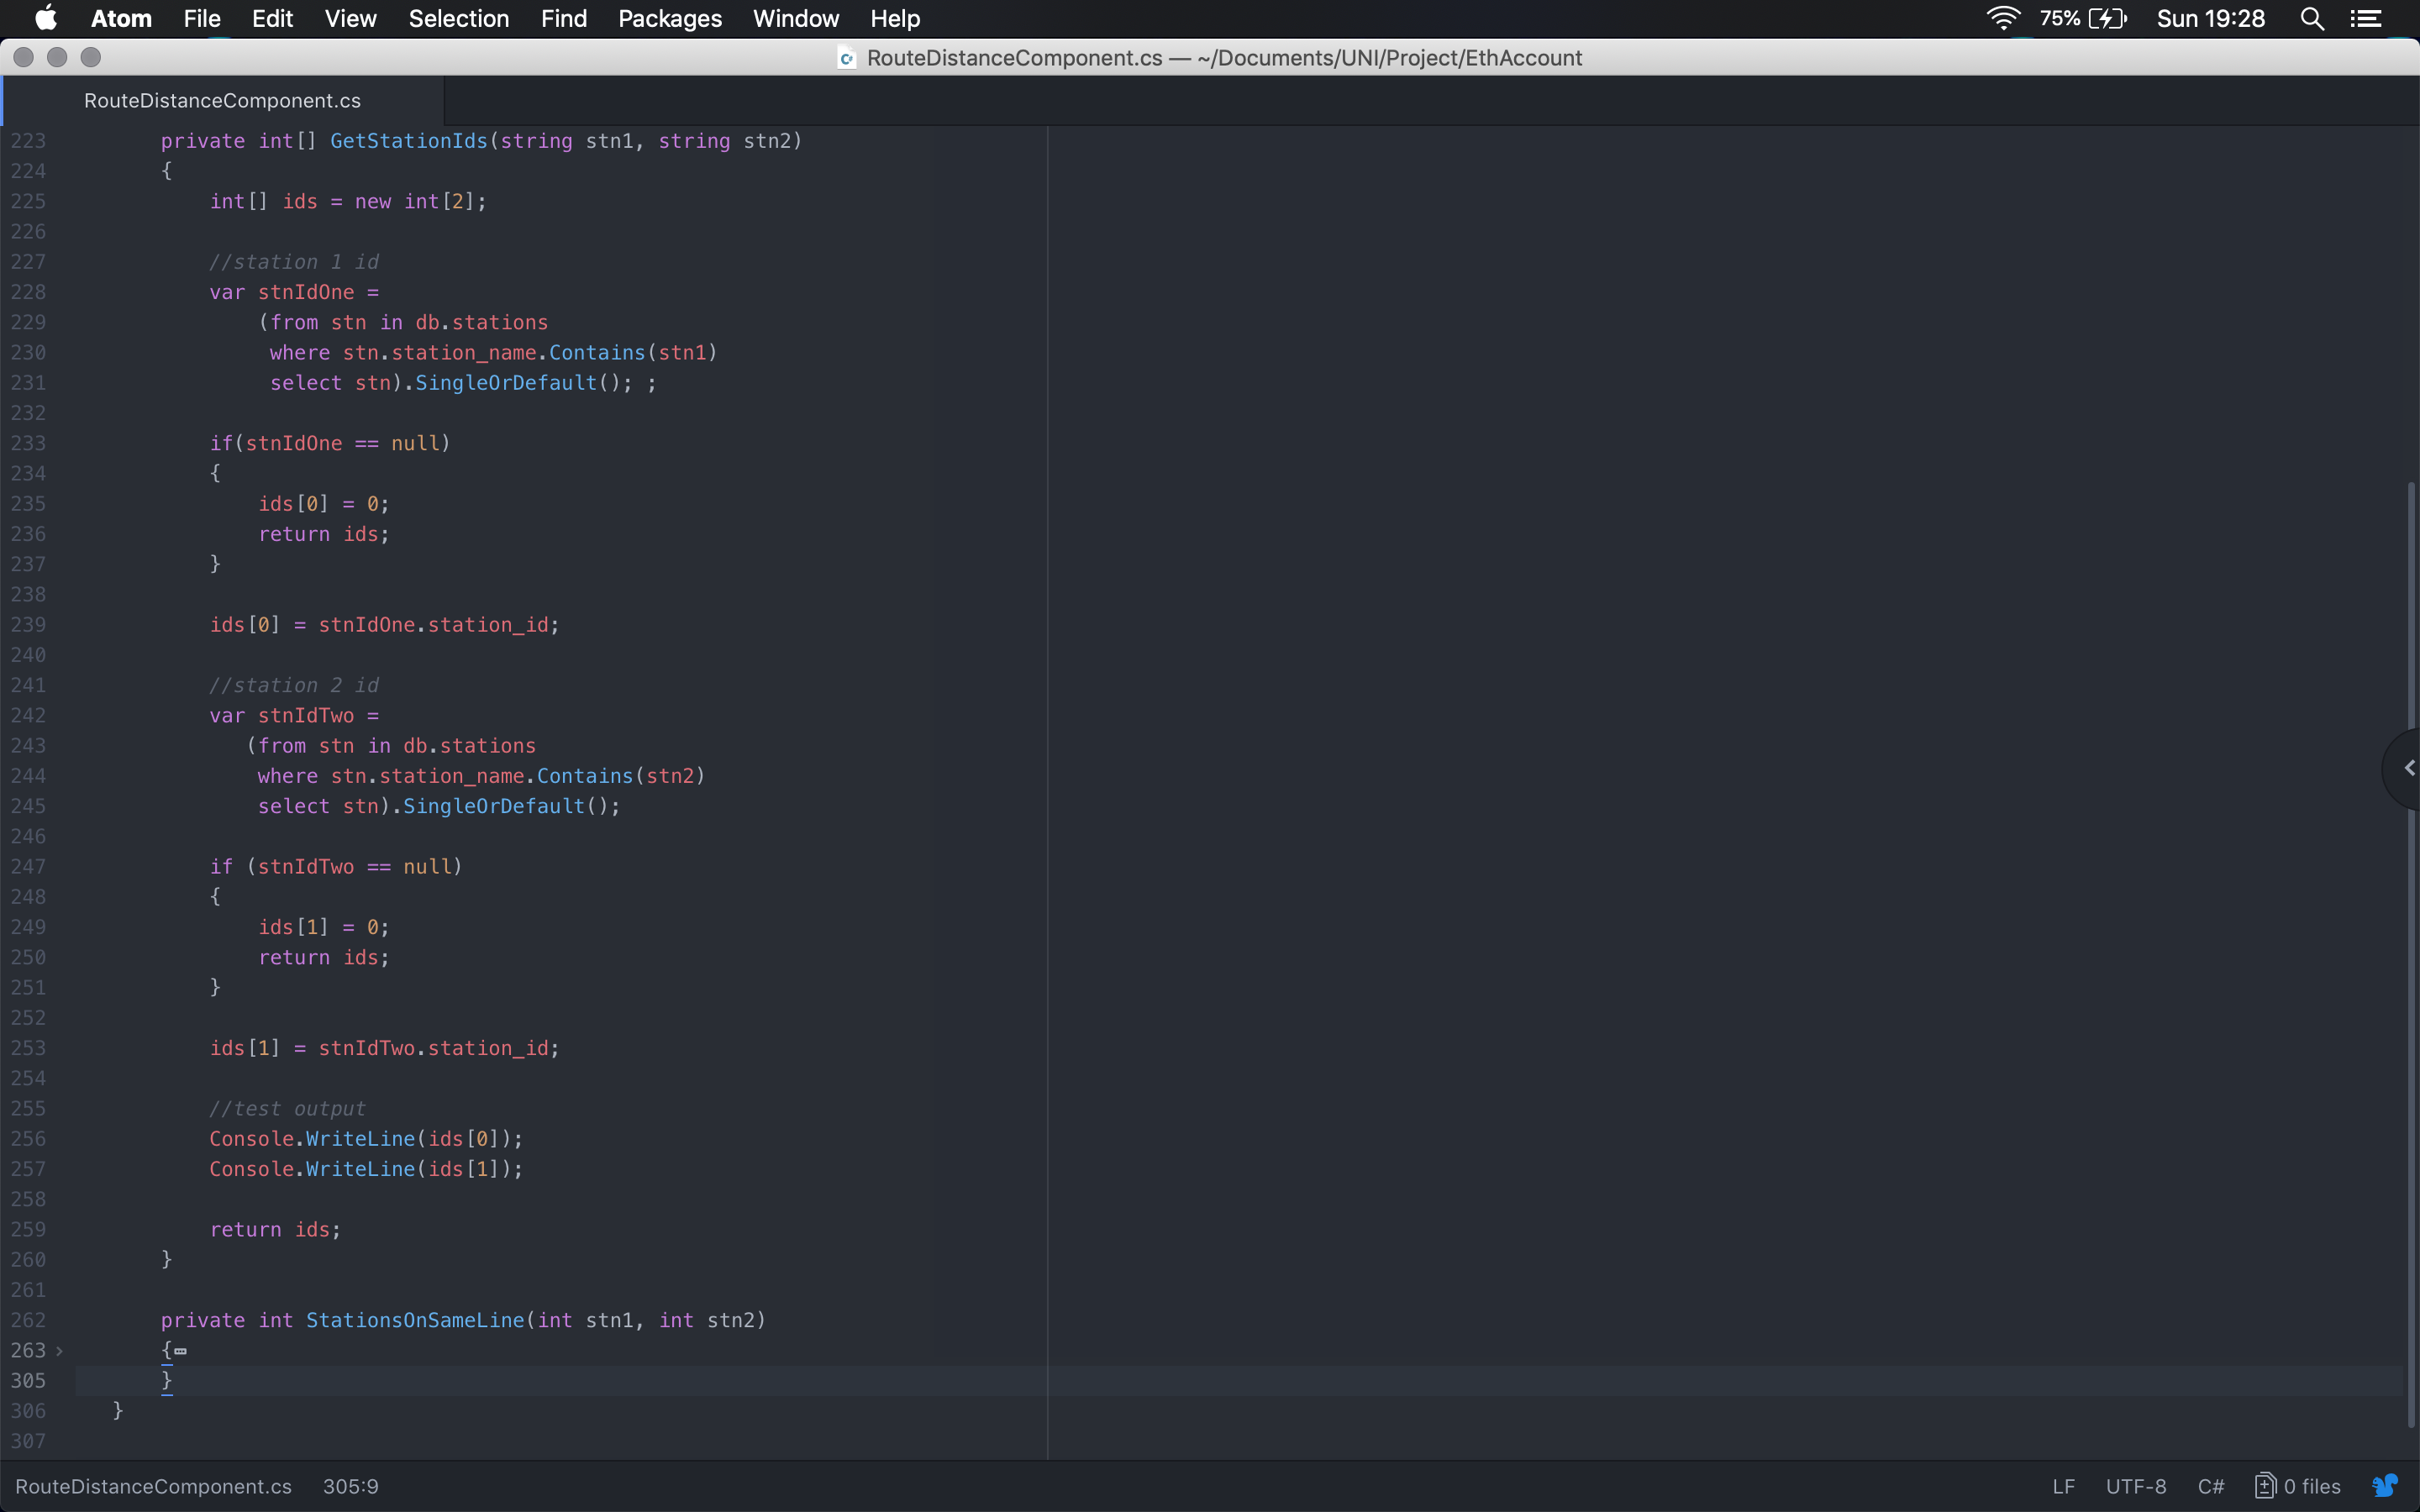 Atom File Edit View Selection Find Packages Window Help 75% Sun 19:28
RouteDistanceComponent.cs — ~/Documents/UNI/Project/EthAccount
RouteDistanceComponent.cs
223 private int[] GetStationIds(string stn1, string stn2)
224 {
225 int[] ids = new int[2];
226
227 //station 1 id
228 var stnIdOne =
229 (from stn in db.stations
230 where stn.station_name.Contains(stn1)
231 select stn).SingleOrDefault(); ;
232
233 if(stnIdOne == null)
234 {
235 ids[0] = 0;
236 return ids;
237 }
238
239 ids[0] = stnIdOne.station_id;
240
241 //station 2 id
242 var stnIdTwo =
243 (from stn in db.stations
244 where stn.station_name.Contains(stn2)
245 select stn).SingleOrDefault();
246
247 if (stnIdTwo == null)
248 {
249 ids[1] = 0;
250 return ids;
251 }
252
253 ids[1] = stnIdTwo.station_id;
254
255 //test output
256 Console.WriteLine(ids[0]);
257 Console.WriteLine(ids[1]);
258
259 return ids;
260 }
261
262 private int StationsOnSameLine(int stn1, int stn2)
263 {
305 }
306 }
307
RouteDistanceComponent.cs 305:9 LF UTF-8 C# 0 files